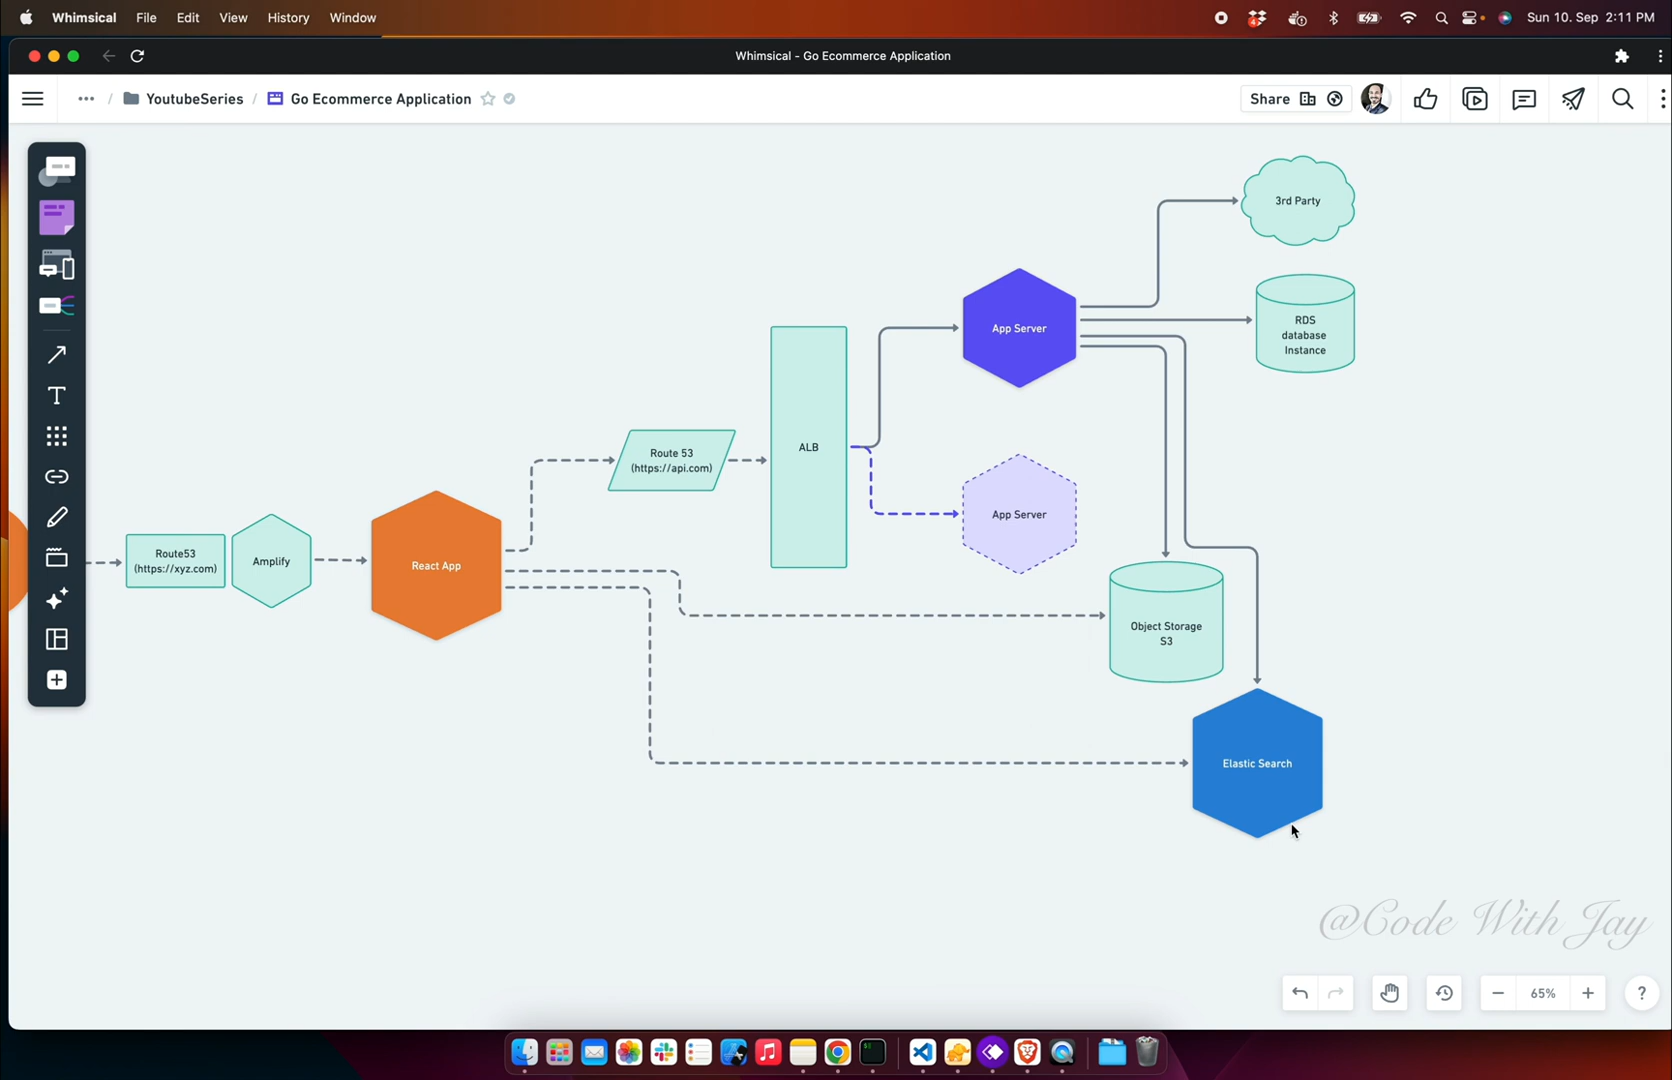 Whimsical File Edit View History Window
Sun 10. Sep 2:11 PM
Whimsical - Go Ecommerce Application
YoutubeSeries / Go Ecommerce Application
Share
T
3rd Party
RDS
database
Instance
App Server
ALB
Route 53
(https://api.com)
App Server
Route53
(https://xyz.com)
Amplify
React App
Object Storage
S3
Elastic Search
@Code With Jay
65%
?